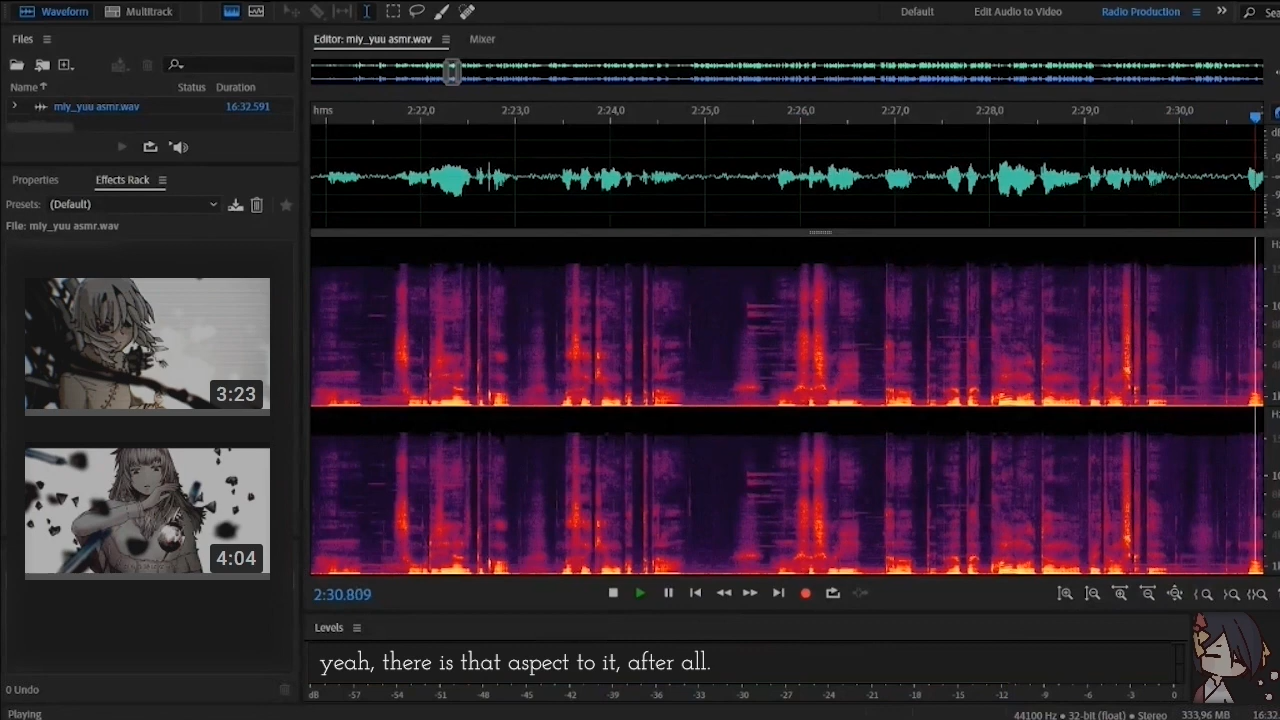 Waveform Multitrack Default Edit Audio to Video Radio Production
Files Editor: mly_yuu asmr.wav Mixer
Name Status Duration
mly_yuu asmr.wav 16:32.591
hms 2:22,0 2:23,0 2:24,0 2:25,0 2:26,0 2:27,0 2:28,0 2:29,0 2:30,0
Properties Effects Rack
Presets: (Default)
File: mly_yuu asmr.wav
3:23
4:04
2:30.809
Levels
yeah, there is that aspect to it, after all.
dB -57 -54 -51 -48 -45 -42 -39 -36 -33 -30 -27 -24 -21 -18 -15 -12 -9 -6 -3 0
0 Undo
Playing 44100 Hz • 32-bit (float) • Stereo 333,96 MB 16:32